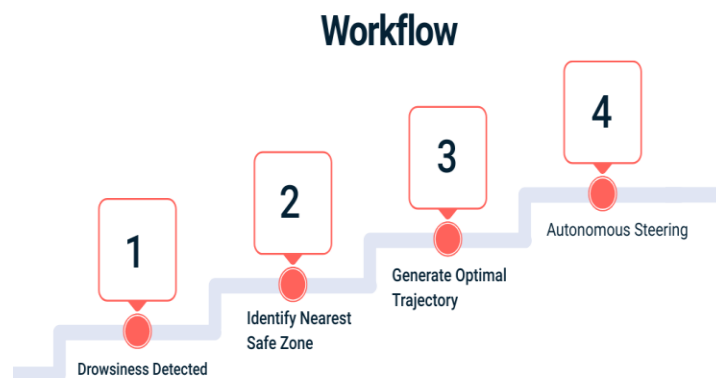 Workflow
1
Drowsiness Detected
2
Identify Nearest
Safe Zone
3
Generate Optimal
Trajectory
4
Autonomous Steering